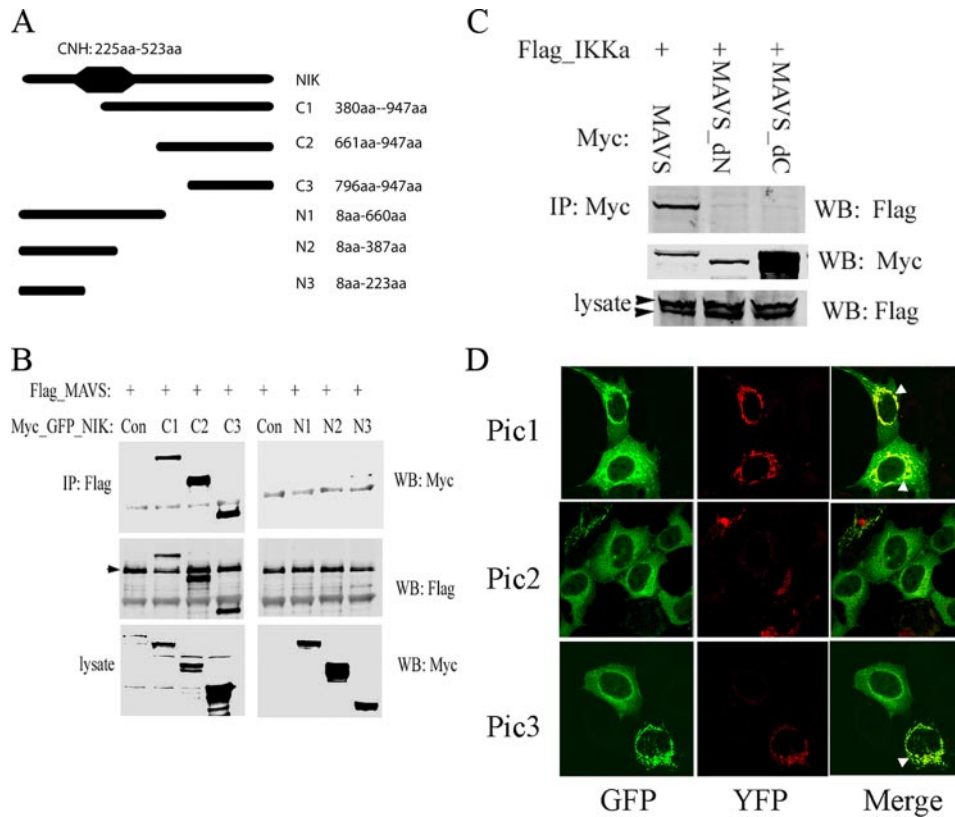 A
CNH: 225aa-523aa
NIK
C1 380aa--947aa
C2 661aa-947aa
C3 796aa-947aa
N1 8aa-660aa
N2 8aa-387aa
N3 8aa-223aa
B
Flag_MAVS: + + + + + + + +
Myc_GFP_NIK: Con C1 C2 C3 Con N1 N2 N3
IP: Flag
WB: Myc
WB: Flag
lysate
WB: Myc
C
Flag_IKKa + + +
Myc: MAVS MAVS_dN MAVS_dC
IP: Myc
WB: Flag
WB: Myc
lysate
WB: Flag
D
Pic1
Pic2
Pic3
GFP YFP Merge